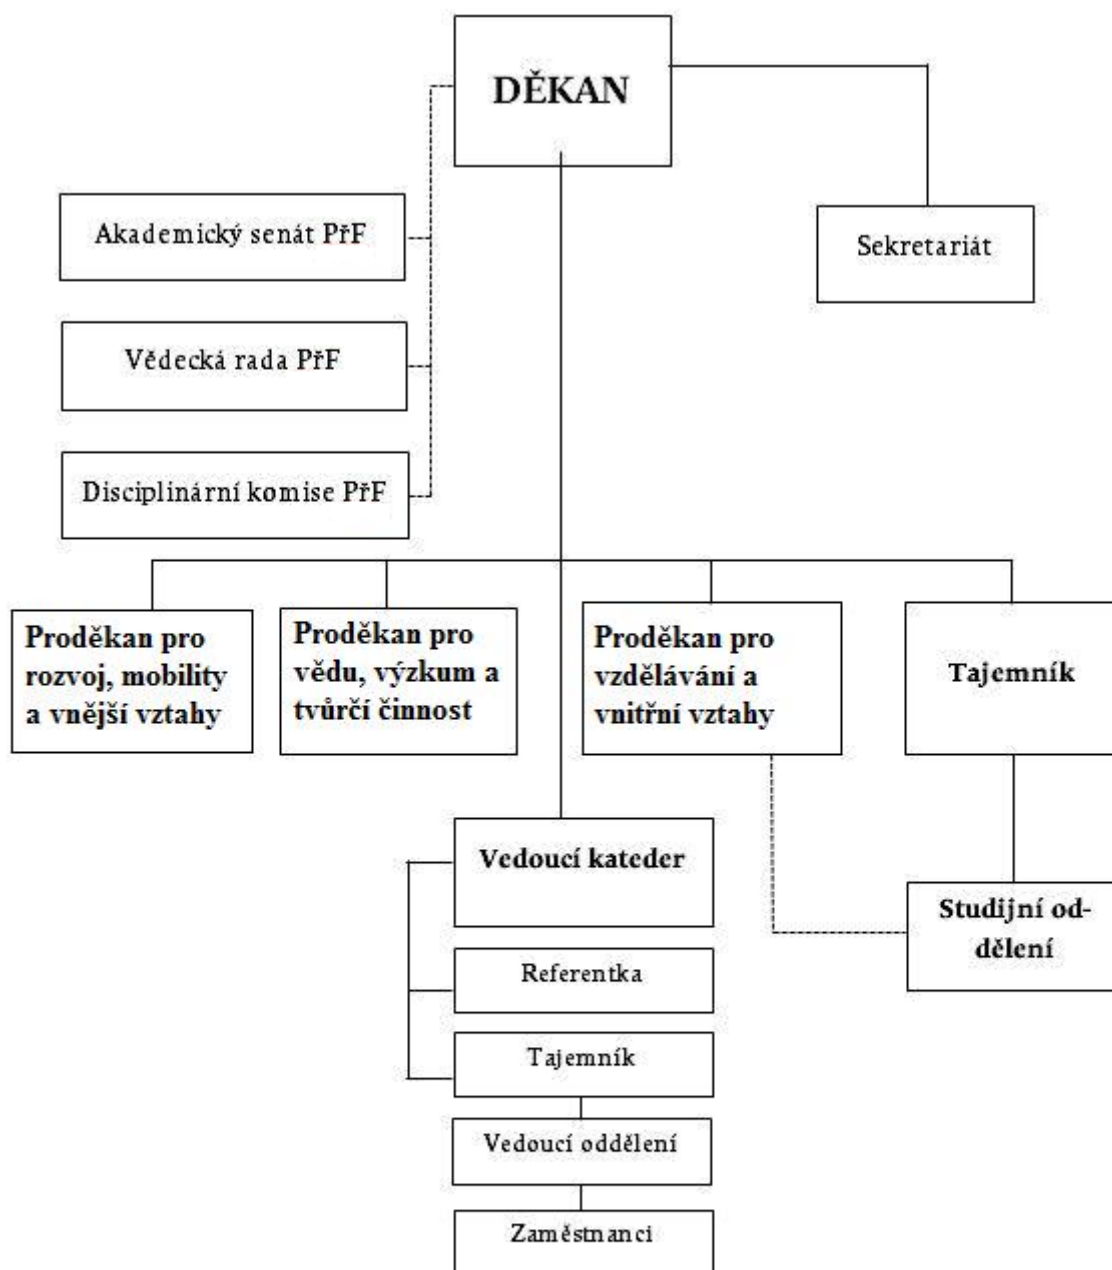 DĚKAN
Akademický senát PřF
Sekretariát
Vědecká rada PřF
Disciplinární komise PřF
Proděkan pro
rozvoj, mobility
a vnější vztahy
Proděkan pro
vědu, výzkum a
tvůrčí činnost
Proděkan pro
vzdělávání a
vnitřní vztahy
Tajemník
Vedoucí kateder
Studijní od-
dělení
Referentka
Tajemník
Vedoucí oddělení
Zaměstnanci